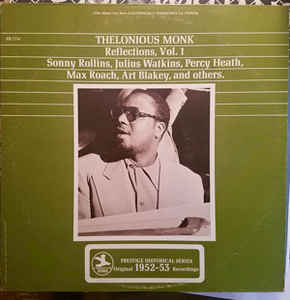 THELONIOUS MONK
Reflections, Vol. 1
Sonny Rollins, Julius Watkins, Percy Heath,
Max Roach, Art Blakey, and others.
PRESTIGE HISTORICAL SERIES
Original 1952-53 Recordings